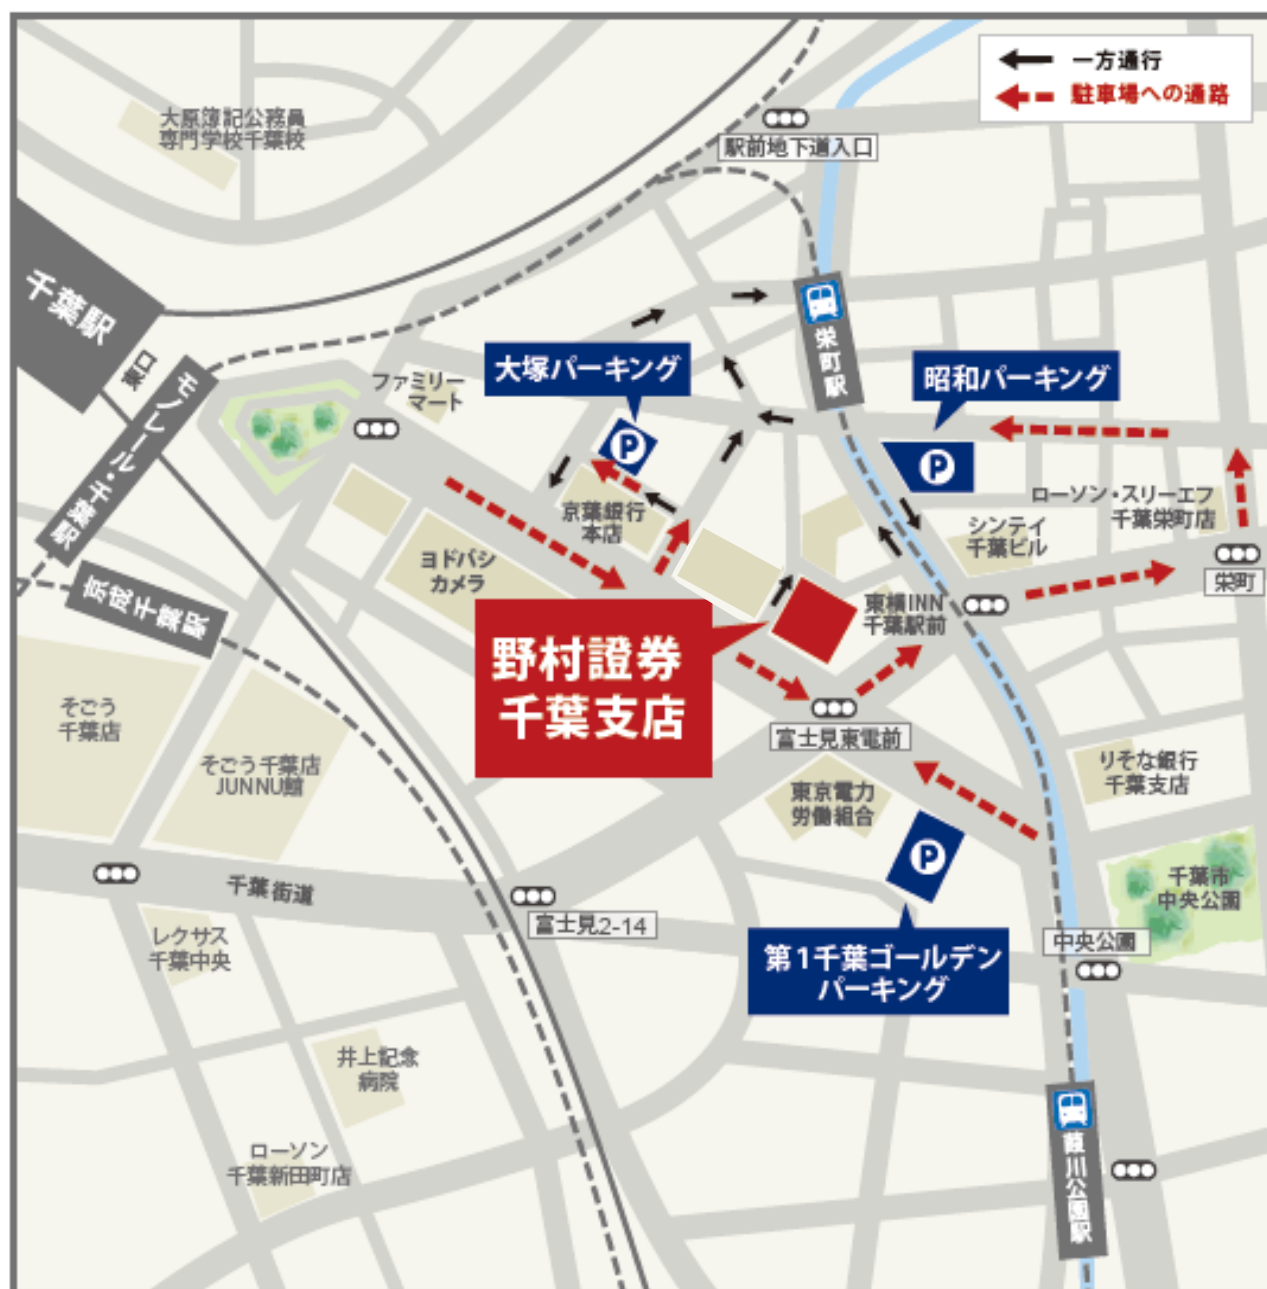 一方通行
駐車場への通路
大原簿記公務員
専門学校千葉校
駅前地下道入口
千葉駅
東口
モノレール・千葉駅
京成千葉駅
栄町駅
大塚パーキング
昭和パーキング
ファミリー
マート
P
P
京葉銀行
本店
ヨドバシ
カメラ
ローソン・スリーエフ
千葉栄町店
シンテイ
千葉ビル
栄町
東横INN
千葉駅前
野村證券
千葉支店
富士見東電前
そごう
千葉店
そごう千葉店
JUNNU館
りそな銀行
千葉支店
東京電力
労働組合
P
千葉市
中央公園
千葉街道
富士見2-14
第1千葉ゴールデン
パーキング
中央公園
レクサス
千葉中央
井上記念
病院
ローソン
千葉新田町店
葭川公園駅